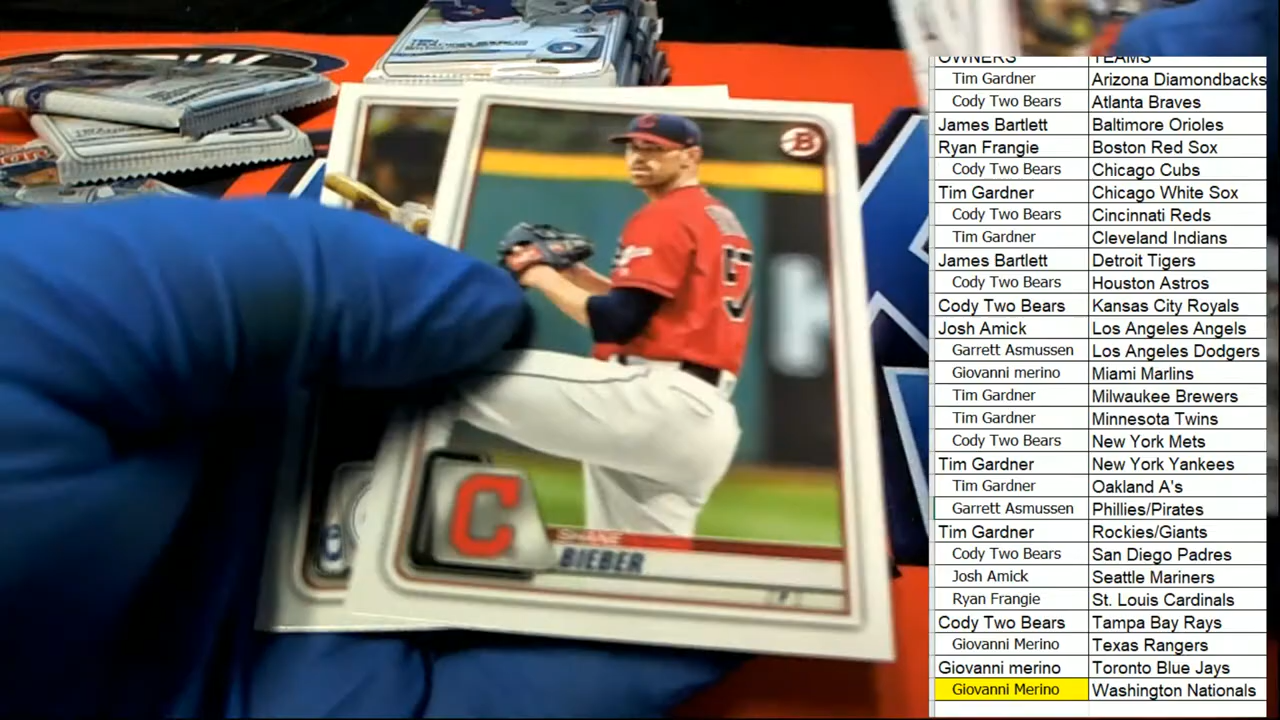 OWNERS TEAMS
Tim Gardner Arizona Diamondbacks
Cody Two Bears Atlanta Braves
James Bartlett Baltimore Orioles
Ryan Frangie Boston Red Sox
Cody Two Bears Chicago Cubs
Tim Gardner Chicago White Sox
Cody Two Bears Cincinnati Reds
Tim Gardner Cleveland Indians
James Bartlett Detroit Tigers
Cody Two Bears Houston Astros
Cody Two Bears Kansas City Royals
Josh Amick Los Angeles Angels
Garrett Asmussen Los Angeles Dodgers
Giovanni merino Miami Marlins
Tim Gardner Milwaukee Brewers
Tim Gardner Minnesota Twins
Cody Two Bears New York Mets
Tim Gardner New York Yankees
Tim Gardner Oakland A's
Garrett Asmussen Phillies/Pirates
Tim Gardner Rockies/Giants
Cody Two Bears San Diego Padres
Josh Amick Seattle Mariners
Ryan Frangie St. Louis Cardinals
Cody Two Bears Tampa Bay Rays
Giovanni Merino Texas Rangers
Giovanni merino Toronto Blue Jays
Giovanni Merino Washington Nationals
B
C
57
C
SHANE
BIEBER